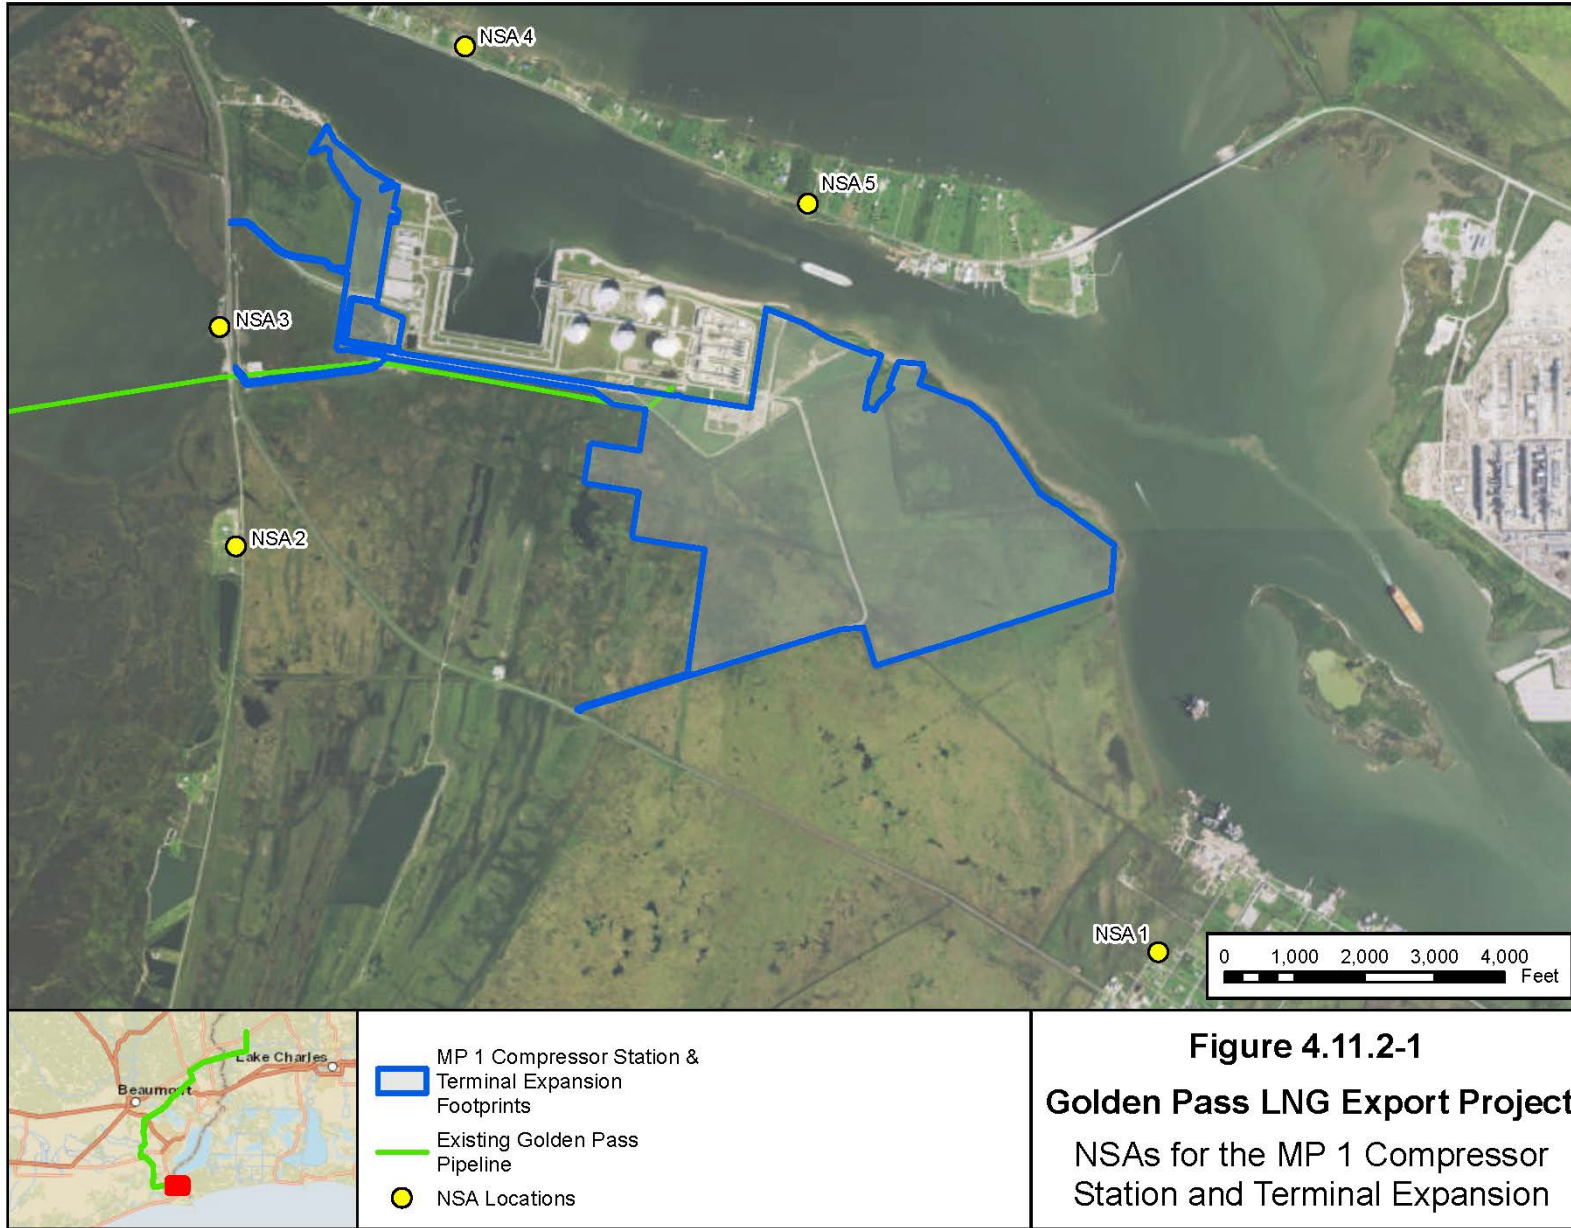 NSA 4
NSA 5
NSA 3
NSA 2
NSA 1
0 1,000 2,000 3,000 4,000
Feet
Lake Charles
Beaumont
MP 1 Compressor Station &
Terminal Expansion
Footprints
Existing Golden Pass
Pipeline
NSA Locations
Figure 4.11.2-1
Golden Pass LNG Export Project
NSAs for the MP 1 Compressor
Station and Terminal Expansion